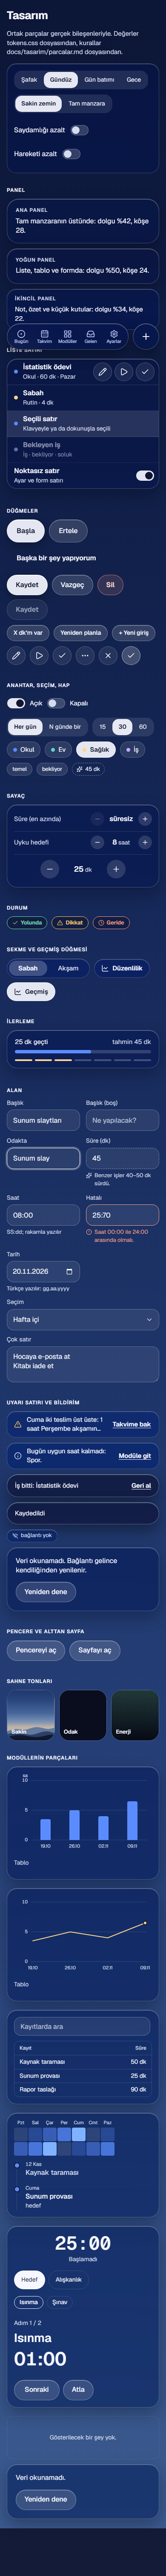 Tasarım
Ortak parçalar gerçek bileşenleriyle. Değerler
tokens.css dosyasından, kurallar
docs/tasarim/parcalar.md dosyasından.
Şafak Gündüz Gün batımı Gece
Sakin zemin Tam manzara
Saydamlığı azalt
Hareketi azalt
PANEL
ANA PANEL
Tam manzaranın üstünde: dolgu %42, köşe
28.
YOĞUN PANEL
Liste, tablo ve formda: dolgu %50, köşe 24.
İKİNCİL PANEL
Not, özet ve küçük kutular: dolgu %34, köşe
22.
Bugün Takvim Modüller Gelen Ayarlar
LİSTE SATIRI
İstatistik ödevi
Okul · 60 dk · Pazar
Sabah
Rutin · 4 dk
Seçili satır
Klavyeyle ya da dokunuşla seçili
Bekleyen iş
İş · bekliyor · soluk
Noktasız satır
Ayar ve form satırı
DÜĞMELER
Başla Ertele
Başka bir şey yapıyorum
Kaydet Vazgeç Sil
Kaydet
X dk'm var Yeniden planla + Yeni giriş
ANAHTAR, SEÇİM, HAP
Açık Kapalı
Her gün N günde bir 15 30 60
Okul Ev Sağlık İş
temel bekliyor 45 dk
SAYAÇ
Süre (en azında) süresiz
Uyku hedefi 8 saat
25 dk
DURUM
Yolunda Dikkat Geride
SEKME VE GEÇMİŞ DÜĞMESİ
Sabah Akşam Düzenlilik
Geçmiş
İLERLEME
25 dk geçti tahmin 45 dk
ALAN
Başlık Başlık (boş)
Sunum slaytları Ne yapılacak?
Odakta Süre (dk)
Sunum slay 45
Benzer işler 40–50 dk
sürdü.
Saat Hatalı
08:00 25:70
SS:dd; rakamla yazılır Saat 00:00 ile 24:00
arasında olmalı.
Tarih
20.11.2026
Türkçe yazılır: gg.aa.yyyy
Seçim
Hafta içi
Çok satır
Hocaya e-posta at
Kitabı iade et
UYARI SATIRI VE BİLDİRİM
Cuma iki teslim üst üste: 1
saat Perşembe akşamın… Takvime bak
Bugün uygun saat kalmadı:
Spor. Modüle git
İş bitti: İstatistik ödevi Geri al
Kaydedildi
bağlantı yok
Veri okunamadı. Bağlantı gelince
kendiliğinden yenilenir.
Yeniden dene
PENCERE VE ALTTAN SAYFA
Pencereyi aç Sayfayı aç
SAHNE TONLARI
Sakin Odak Enerji
MODÜLLERİN PARÇALARI
10
5
0
19.10 26.10 02.11 09.11
Tablo
10
5
0
19.10 26.10 02.11 09.11
Tablo
Kayıtlarda ara
Kayıt Süre
Kaynak taraması 50 dk
Sunum provası 25 dk
Rapor taslağı 90 dk
Pzt Sal Çar Per Cum Cmt Paz
12 Kas
Kaynak taraması
Cuma
Sunum provası
hedef
25:00
Başlamadı
Hedef Alışkanlık
Isınma Sınav
Adım 1 / 2
Isınma
01:00
Sonraki Atla
Gösterilecek bir şey yok.
Veri okunamadı.
Yeniden dene